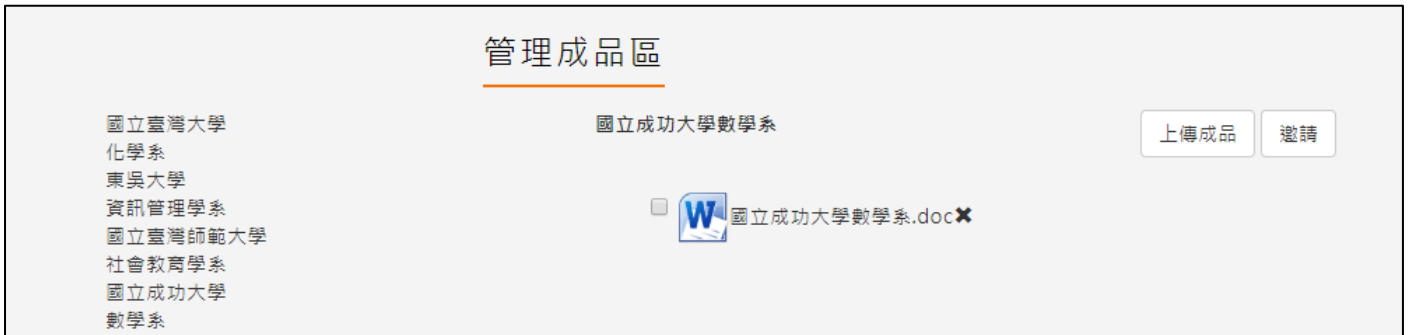 管理成品區
國立臺灣大學
化學系
東吳大學
資訊管理學系
國立臺灣師範大學
社會教育學系
國立成功大學
數學系
國立成功大學數學系
上傳成品
邀請
國立成功大學數學系.doc